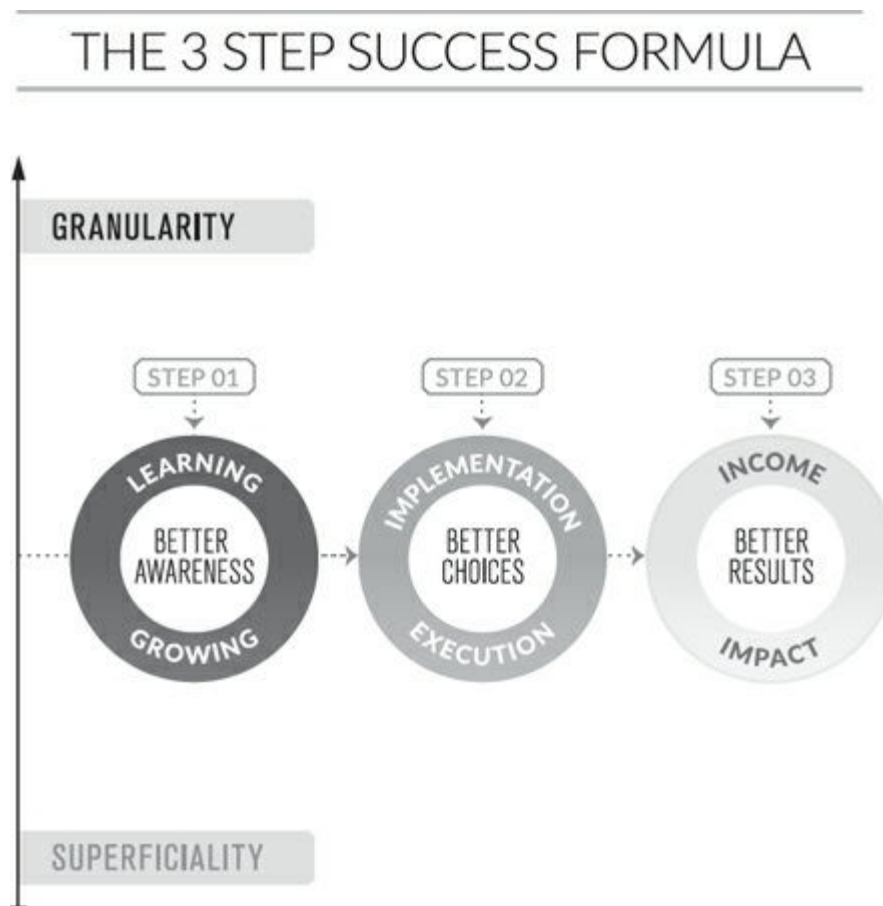 THE 3 STEP SUCCESS FORMULA
GRANULARITY
STEP 01
LEARNING
BETTER
AWARENESS
GROWING
STEP 02
IMPLEMENTATION
BETTER
CHOICES
EXECUTION
STEP 03
INCOME
BETTER
RESULTS
IMPACT
SUPERFICIALITY